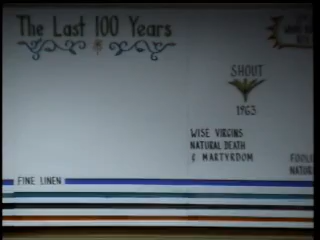 The Last 100 Years
SHOUT
1963
WISE VIRGINS
NATURAL DEATH
& MARTYRDOM
FINE LINEN